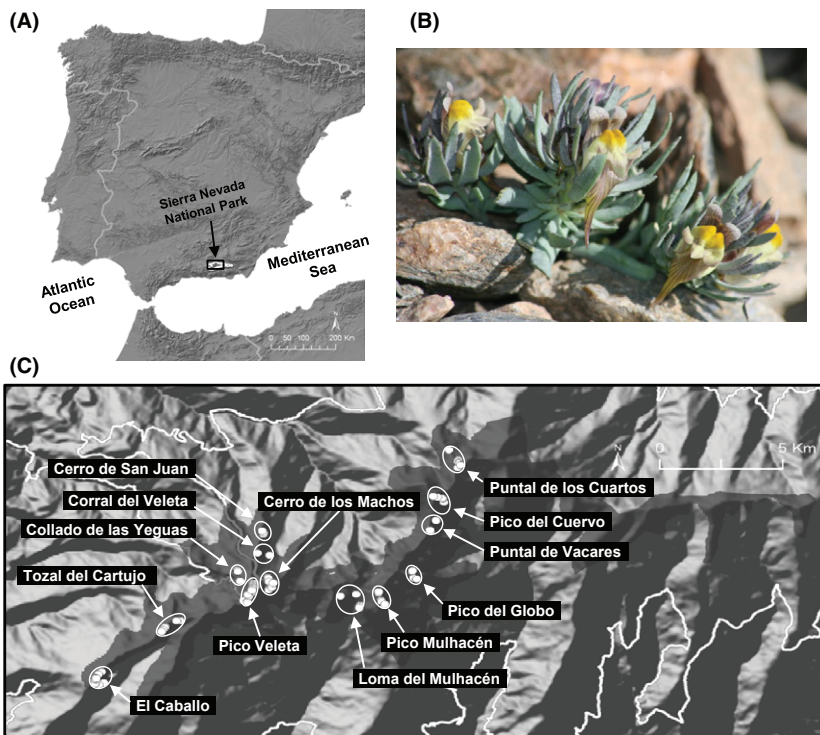 (A)
Sierra Nevada
National Park
Mediterranean
Sea
Atlantic
Ocean
N
0 50 100 200 Km
(B)
(C)
Cerro de San Juan
Corral del Veleta
Cerro de los Machos
Collado de las Yeguas
Tozal del Cartujo
Pico Veleta
El Caballo
N
0 5 Km
Puntal de los Cuartos
Pico del Cuervo
Puntal de Vacares
Pico del Globo
Pico Mulhacén
Loma del Mulhacén